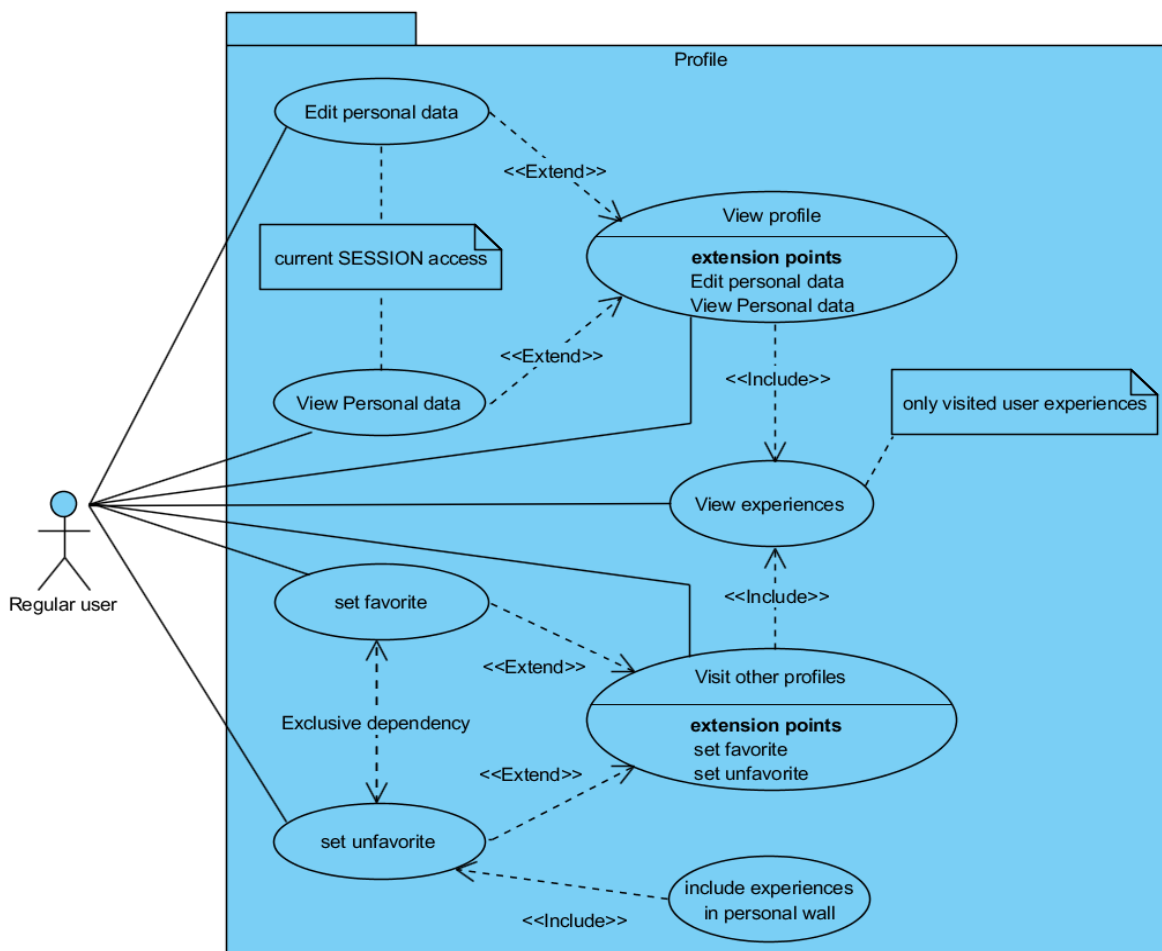 Profile
Edit personal data
<<Extend>>
View profile
extension points
Edit personal data
View Personal data
current SESSION access
<<Extend>>
<<Include>>
View Personal data
only visited user experiences
View experiences
Regular user
set favorite
<<Include>>
<<Extend>>
Visit other profiles
extension points
set favorite
set unfavorite
Exclusive dependency
<<Extend>>
set unfavorite
include experiences
in personal wall
<<Include>>